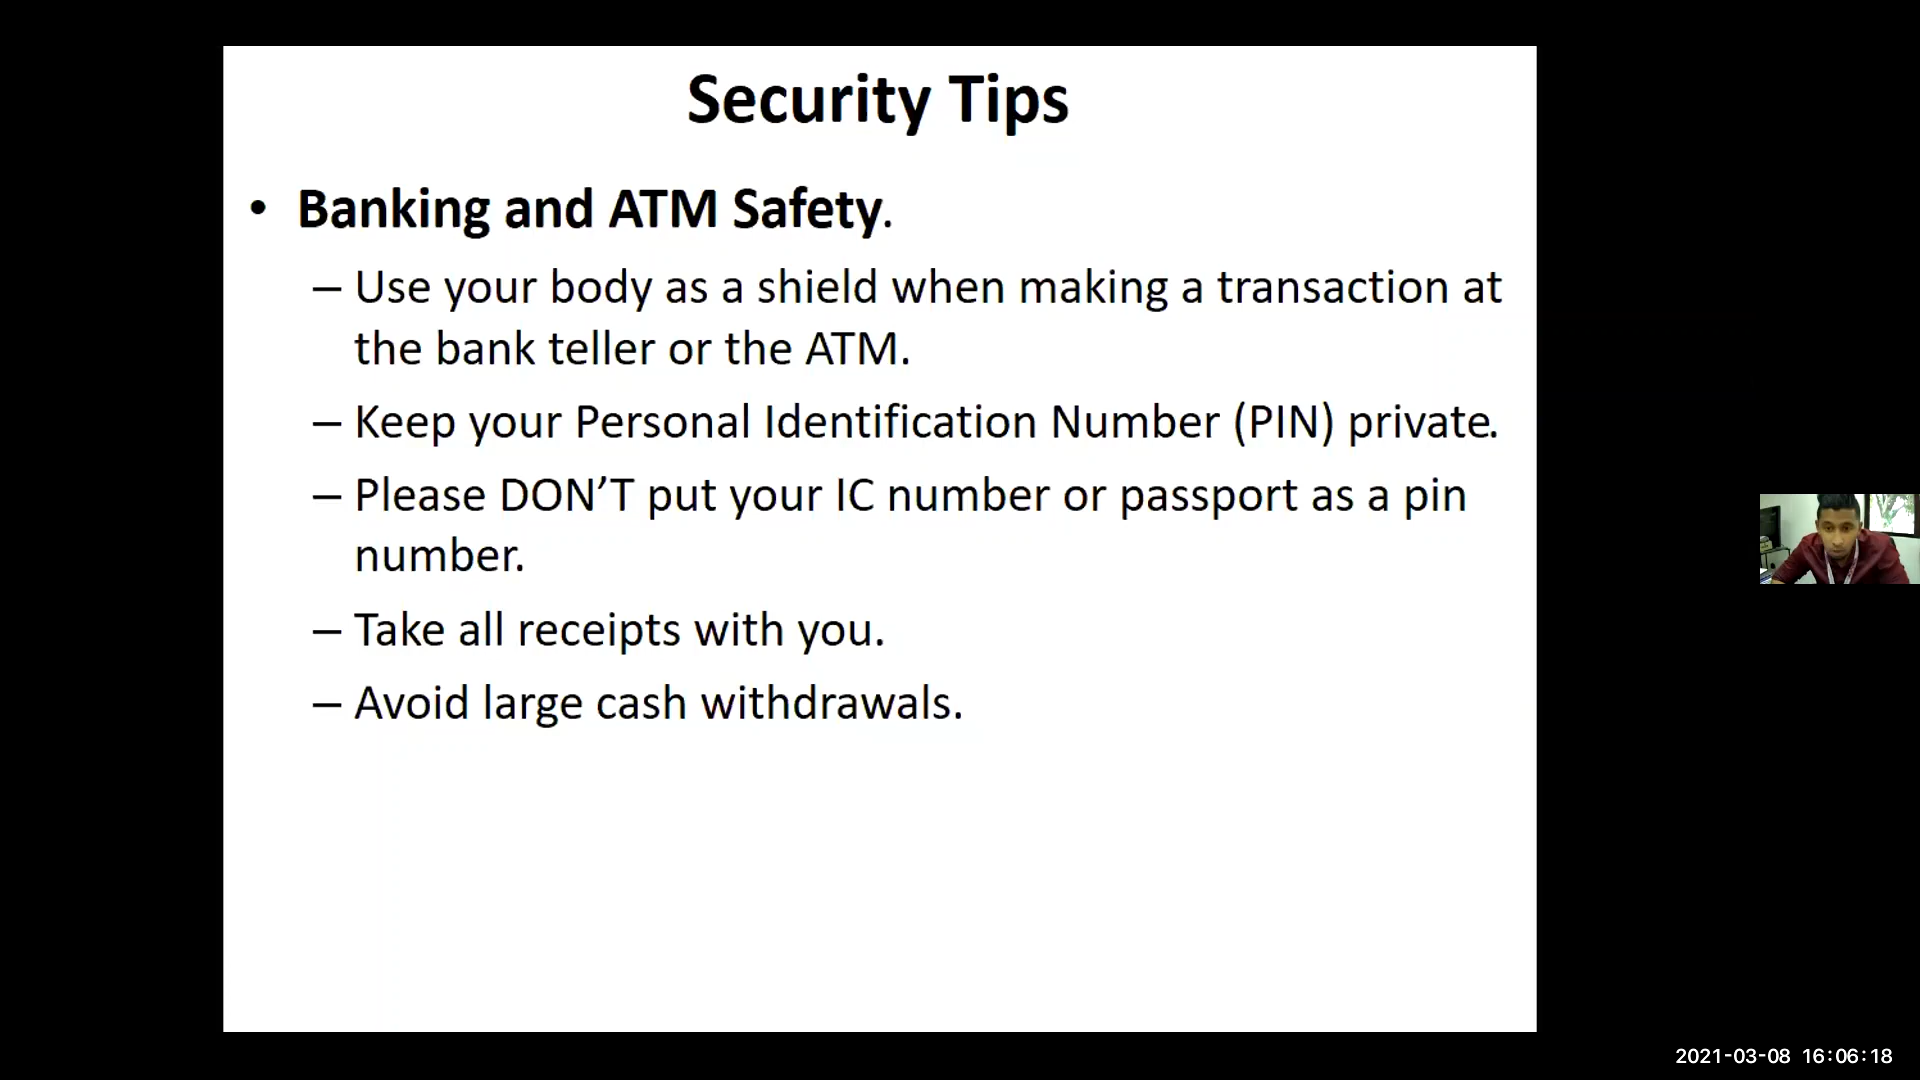 Security Tips
• Banking and ATM Safety.
– Use your body as a shield when making a transaction at
the bank teller or the ATM.
– Keep your Personal Identification Number (PIN) private.
– Please DON’T put your IC number or passport as a pin
number.
– Take all receipts with you.
– Avoid large cash withdrawals.
2021-03-08 16:06:18